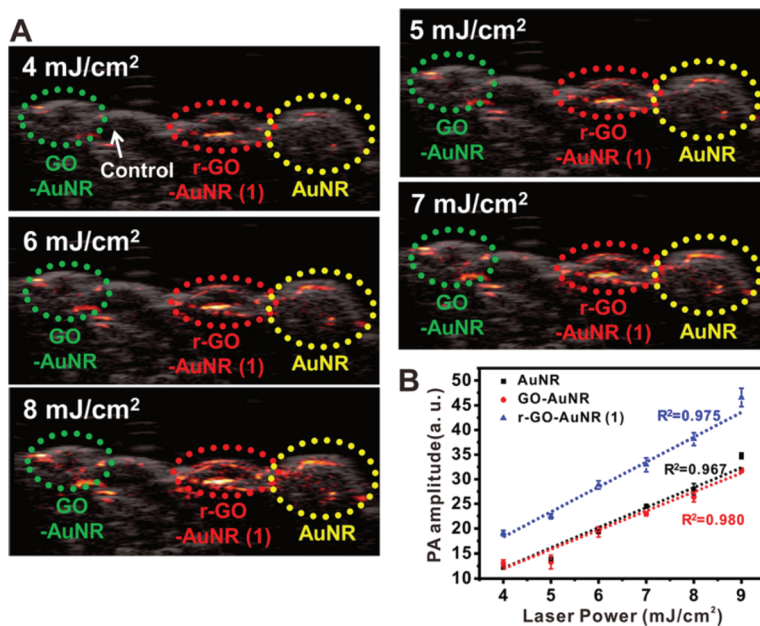 A
4 mJ/cm²
GO
-AuNR
Control
r-GO
-AuNR (1)
AuNR
5 mJ/cm²
GO
-AuNR
r-GO
-AuNR (1)
AuNR
6 mJ/cm²
GO
-AuNR
r-GO
-AuNR (1)
AuNR
7 mJ/cm²
GO
-AuNR
r-GO
-AuNR (1)
AuNR
8 mJ/cm²
GO
-AuNR
r-GO
-AuNR (1)
AuNR
B
PA amplitude(a. u.)
50
45
40
35
30
25
20
15
10
AuNR
GO-AuNR
r-GO-AuNR (1)
R²=0.975
R²=0.967
R²=0.980
4 5 6 7 8 9
Laser Power (mJ/cm²)